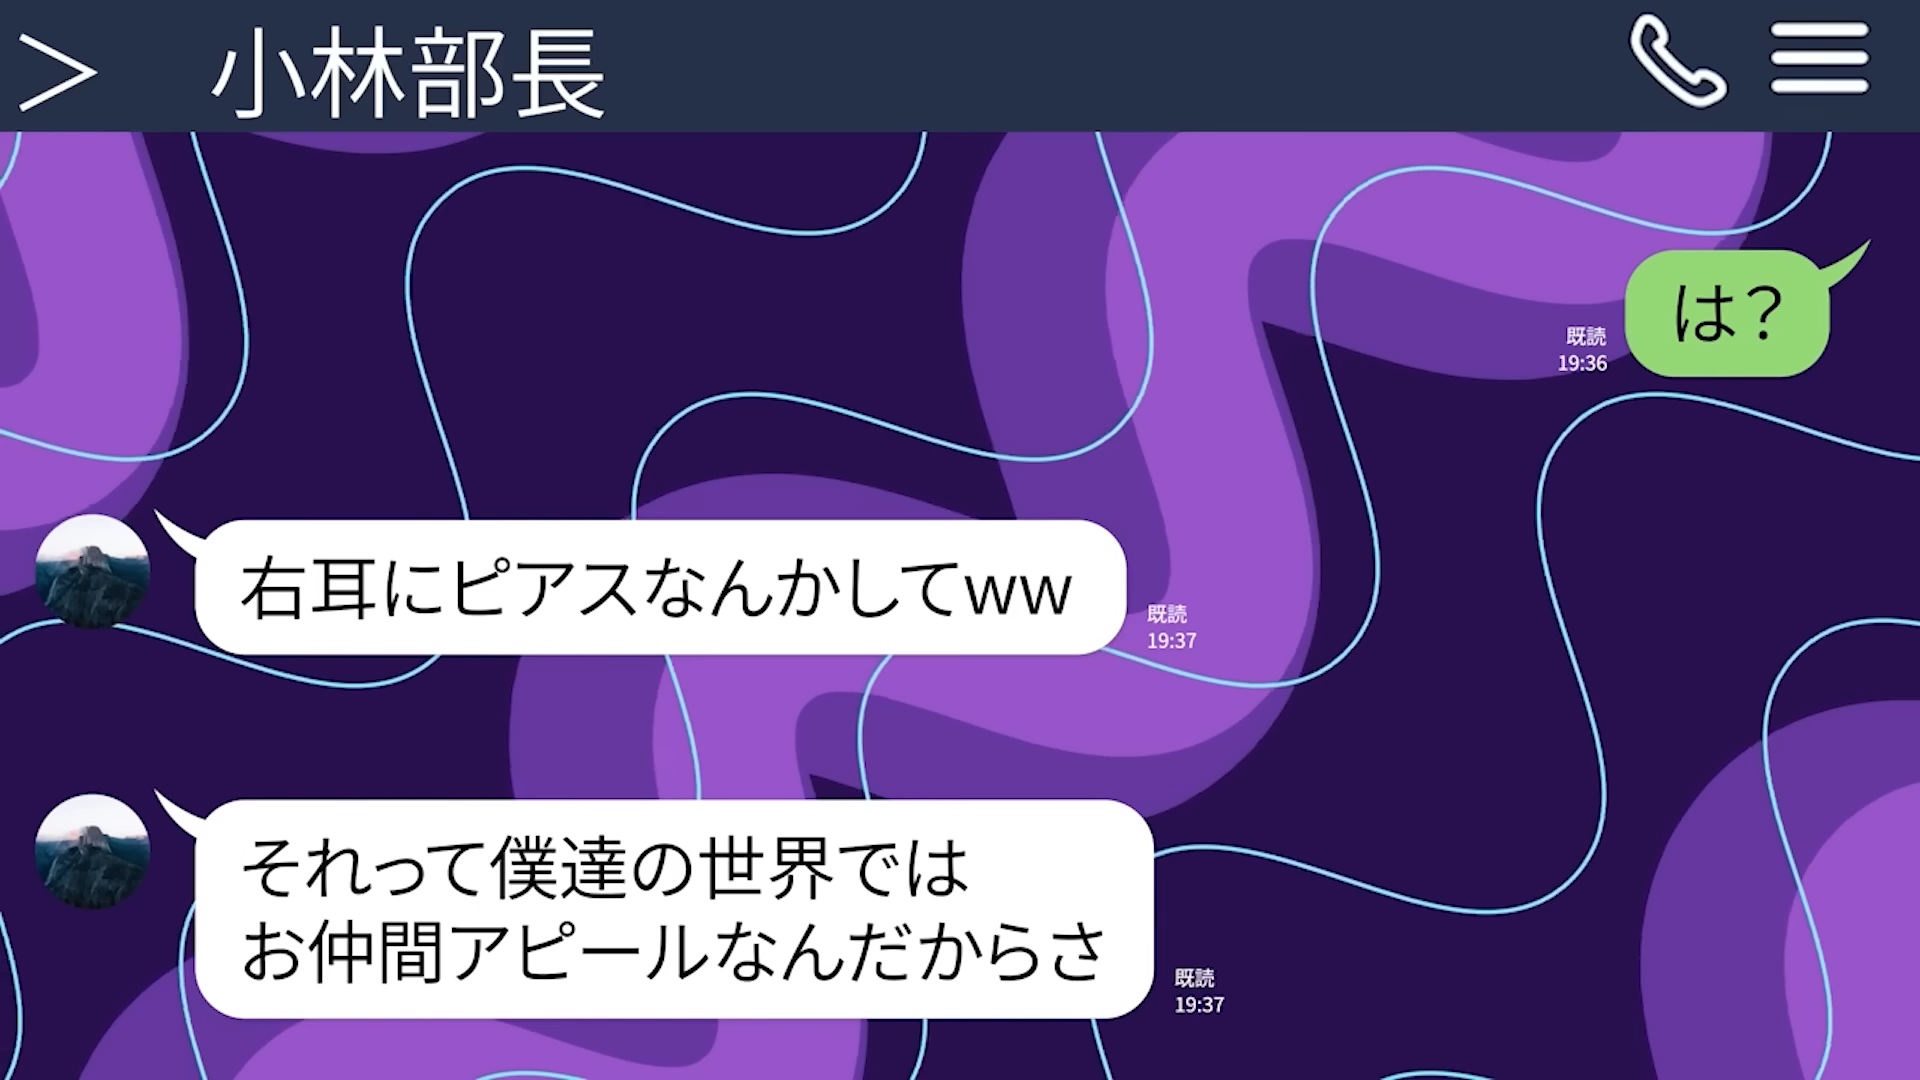 > 小林部長
は？
既読
19:36
右耳にピアスなんかしてww
既読
19:37
それって僕達の世界では
お仲間アピールなんだからさ
既読
19:37